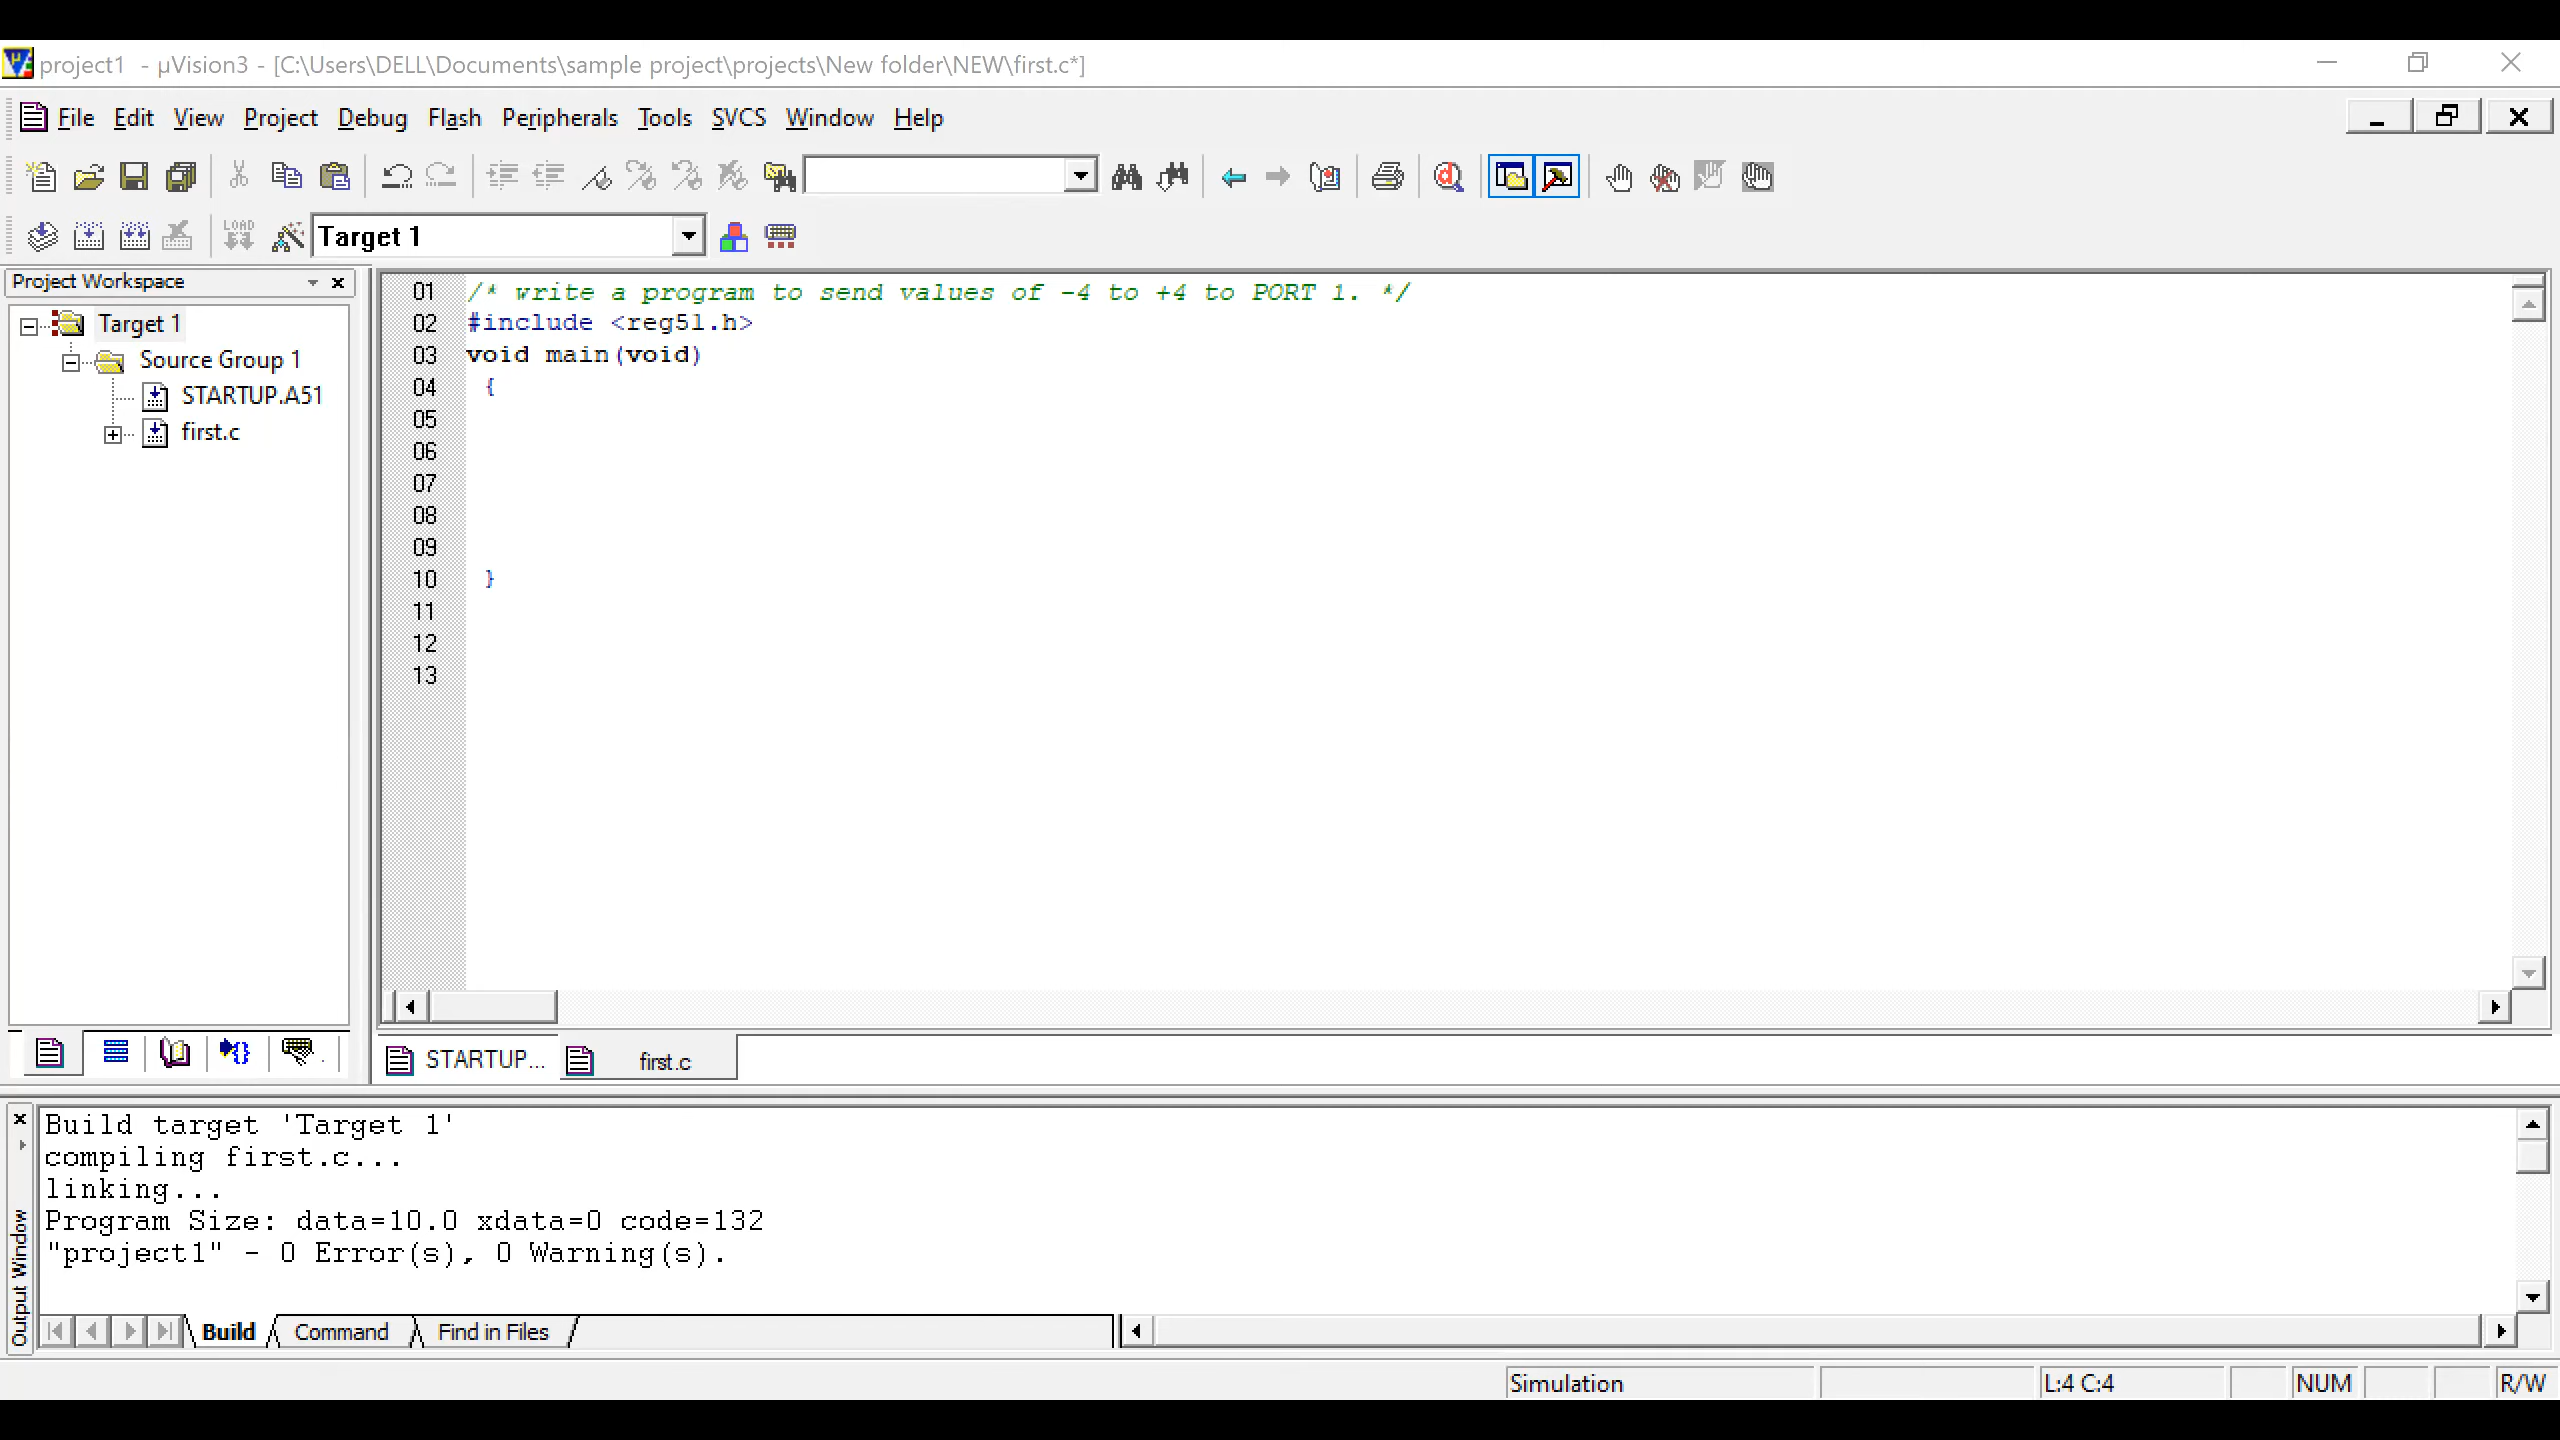 project1 - µVision3 - [C:\Users\DELL\Documents\sample project\projects\New folder\NEW\first.c*]
File Edit View Project Debug Flash Peripherals Tools SVCS Window Help
LOAD
Target 1
Project Workspace
Target 1
Source Group 1
STARTUP.A51
first.c
01 /* write a program to send values of -4 to +4 to PORT 1. */
02 #include <reg51.h>
03 void main(void)
04 {
05
06
07
08
09
10 }
11
12
13
STARTUP... first.c
Output Window
Build target 'Target 1'
compiling first.c...
linking...
Program Size: data=10.0 xdata=0 code=132
"project1" - 0 Error(s), 0 Warning(s).
Build Command Find in Files
Simulation L:4 C:4 NUM R/W